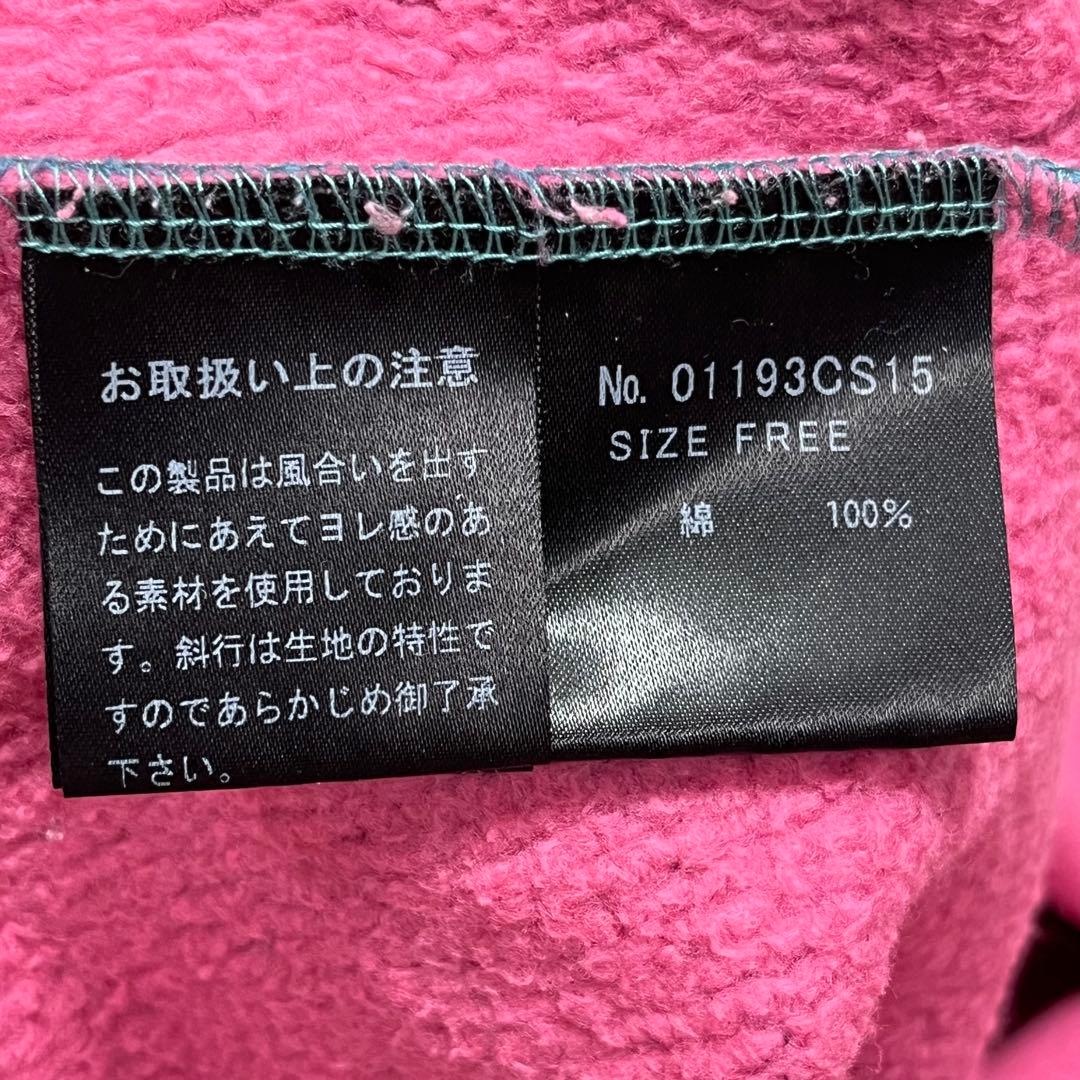 お取扱い上の注意
この製品は風合いを出す
ためにあえてヨレ感のあ
る素材を使用しておりま
す。斜行は生地の特性で
すのであらかじめ御了承
下さい。
No. 01193CS15
SIZE FREE
綿 100%